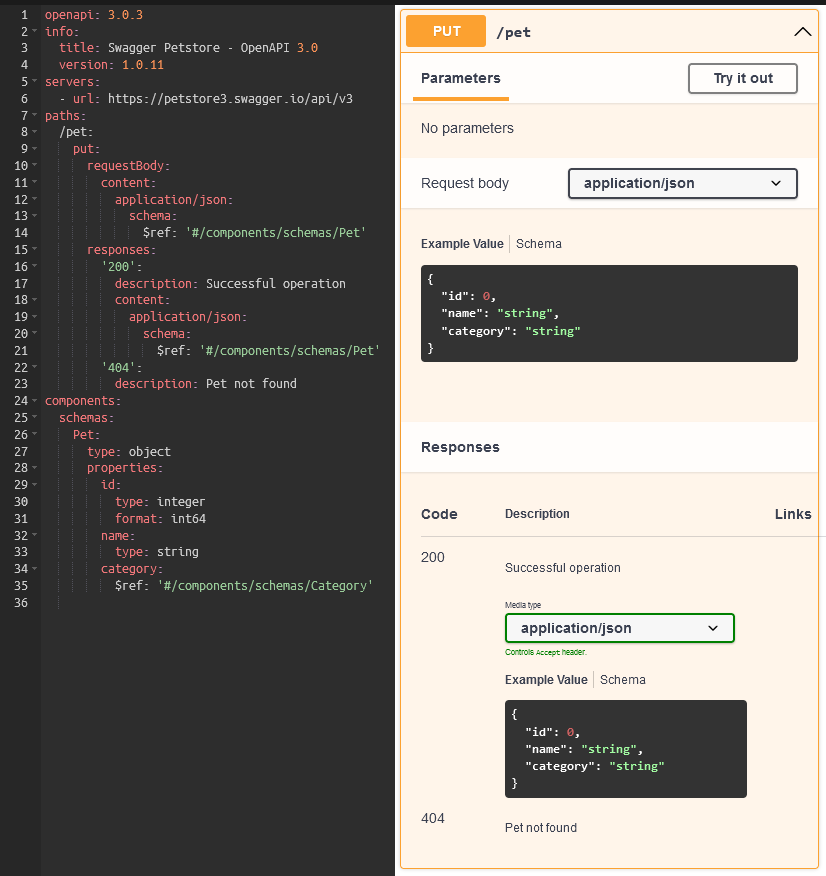 1 openapi: 3.0.3
2 info:
3   title: Swagger Petstore - OpenAPI 3.0
4   version: 1.0.11
5 servers:
6   - url: https://petstore3.swagger.io/api/v3
7 paths:
8   /pet:
9     put:
10       requestBody:
11         content:
12           application/json:
13             schema:
14               $ref: '#/components/schemas/Pet'
15       responses:
16         '200':
17           description: Successful operation
18           content:
19             application/json:
20               schema:
21                 $ref: '#/components/schemas/Pet'
22         '404':
23           description: Pet not found
24 components:
25   schemas:
26     Pet:
27       type: object
28       properties:
29         id:
30           type: integer
31           format: int64
32         name:
33           type: string
34         category:
35           $ref: '#/components/schemas/Category'
36
PUT /pet
Parameters Try it out
No parameters
Request body application/json
Example Value Schema
{
  "id": 0,
  "name": "string",
  "category": "string"
}
Responses
Code Description Links
200
Successful operation
Media type
application/json
Controls Accept header.
Example Value Schema
{
  "id": 0,
  "name": "string",
  "category": "string"
}
404
Pet not found